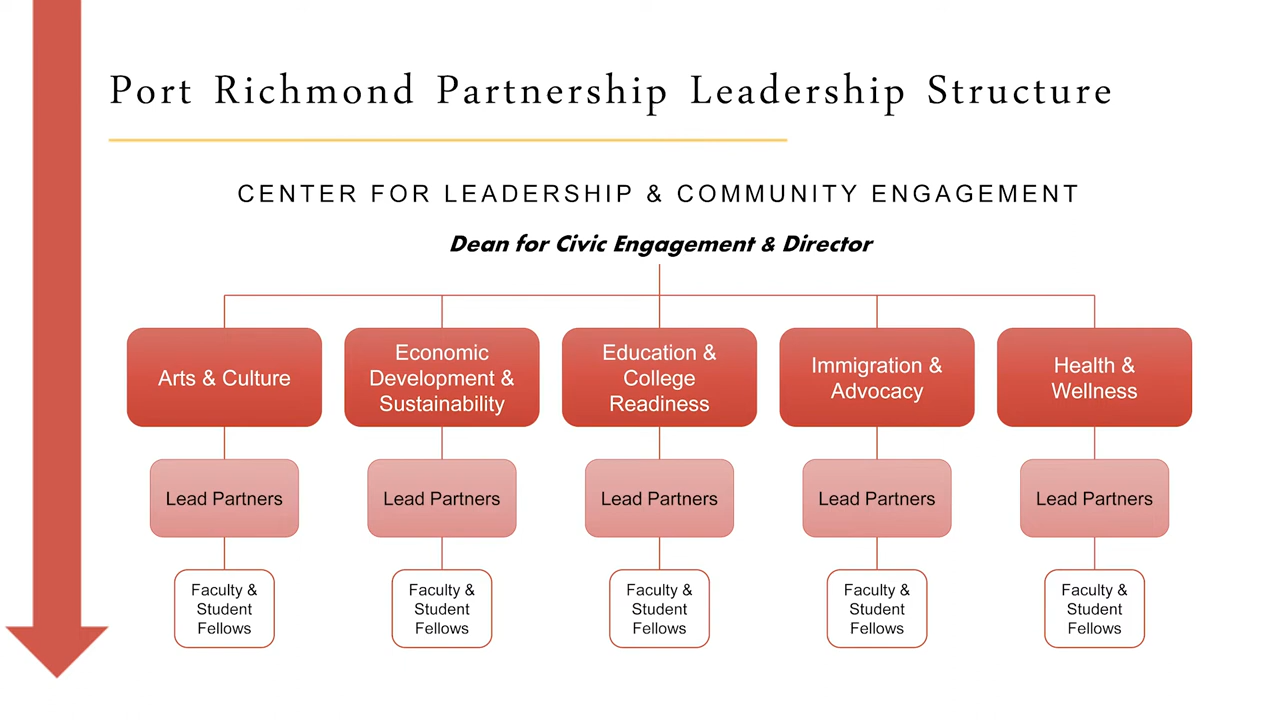 Port Richmond Partnership Leadership Structure
CENTER FOR LEADERSHIP & COMMUNITY ENGAGEMENT
Dean for Civic Engagement & Director
Arts & Culture
Economic
Development &
Sustainability
Education &
College
Readiness
Immigration &
Advocacy
Health &
Wellness
Lead Partners
Lead Partners
Lead Partners
Lead Partners
Lead Partners
Faculty &
Student
Fellows
Faculty &
Student
Fellows
Faculty &
Student
Fellows
Faculty &
Student
Fellows
Faculty &
Student
Fellows